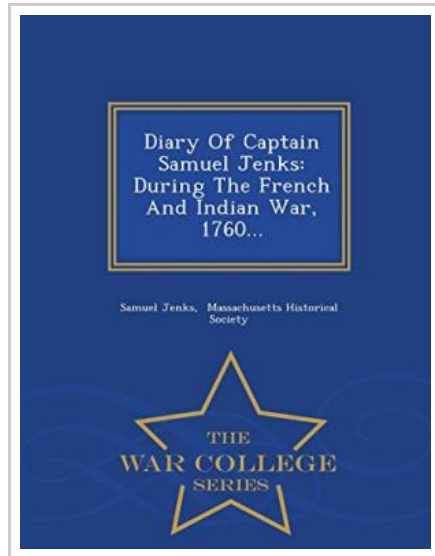 Diary Of Captain
Samuel Jenks:
During The French
And Indian War,
1760...
Samuel Jenks, Massachusetts Historical
Society
THE
WAR COLLEGE
SERIES